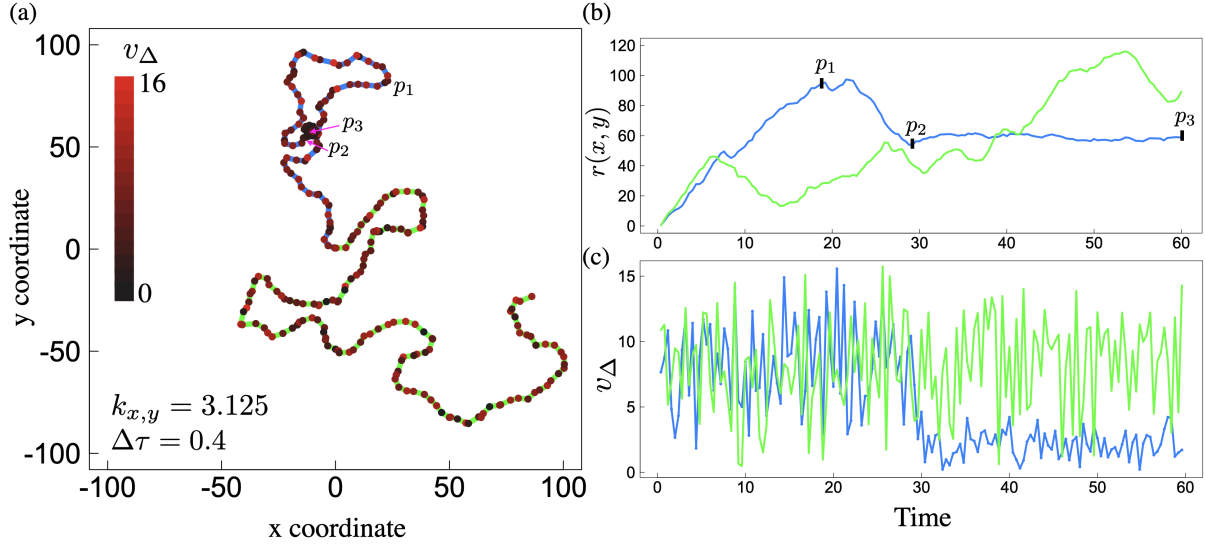 (a)
100
50
0
-50
-100
y coordinate
v_Δ
16
0
p_1
p_3
p_2
k_{x,y} = 3.125
Δτ = 0.4
-100 -50 0 50 100
x coordinate
(b)
120
100
80
60
40
20
0
r(x, y)
p_1
p_2
p_3
0 10 20 30 40 50 60
(c)
15
10
5
0
v_Δ
0 10 20 30 40 50 60
Time